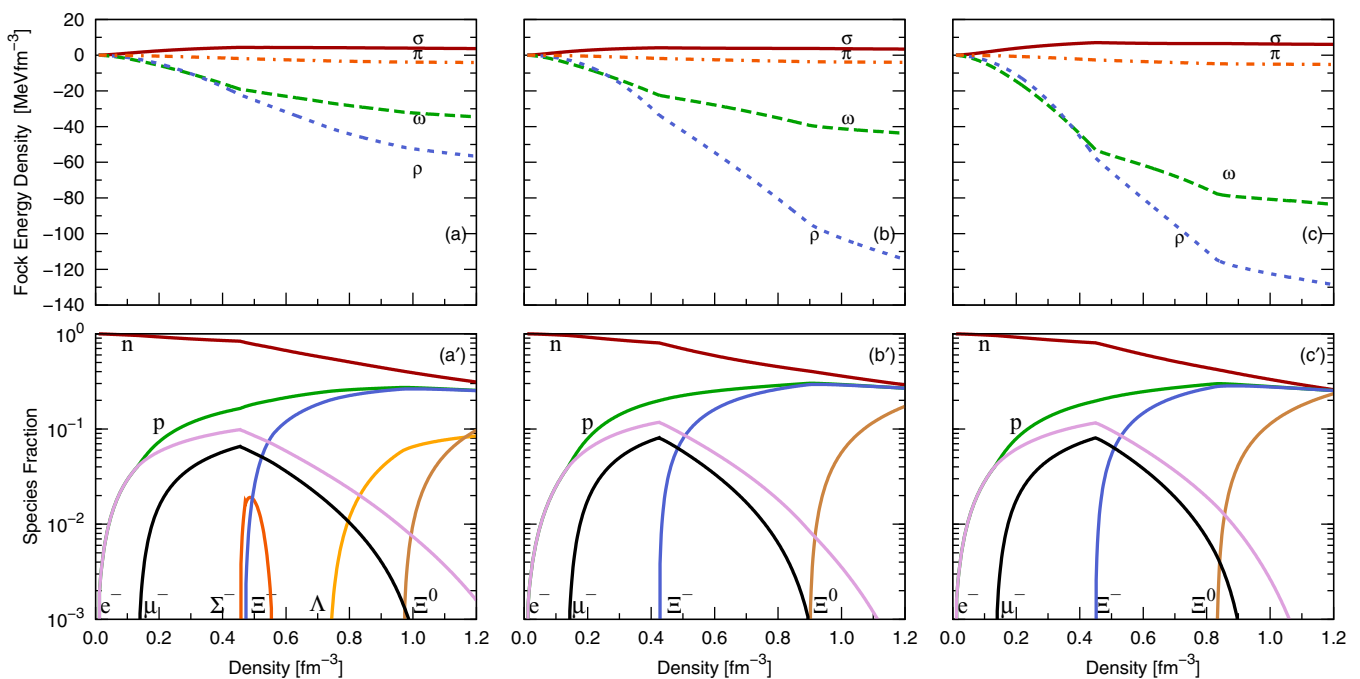 Fock Energy Density [MeVfm⁻³]
20
0
−20
−40
−60
−80
−100
−120
−140
σ
π
ω
ρ
(a)
σ
π
ω
ρ
(b)
σ
π
ω
ρ
(c)
Species Fraction
10⁰
10⁻¹
10⁻²
10⁻³
n
(a′)
p
e⁻ μ⁻ Σ⁻ Ξ⁻ Λ Ξ⁰
0.0 0.2 0.4 0.6 0.8 1.0 1.2
Density [fm⁻³]
n
(b′)
p
e⁻ μ⁻ Ξ⁻ Ξ⁰
0.0 0.2 0.4 0.6 0.8 1.0 1.2
Density [fm⁻³]
n
(c′)
p
e⁻ μ⁻ Ξ⁻ Ξ⁰
0.0 0.2 0.4 0.6 0.8 1.0 1.2
Density [fm⁻³]